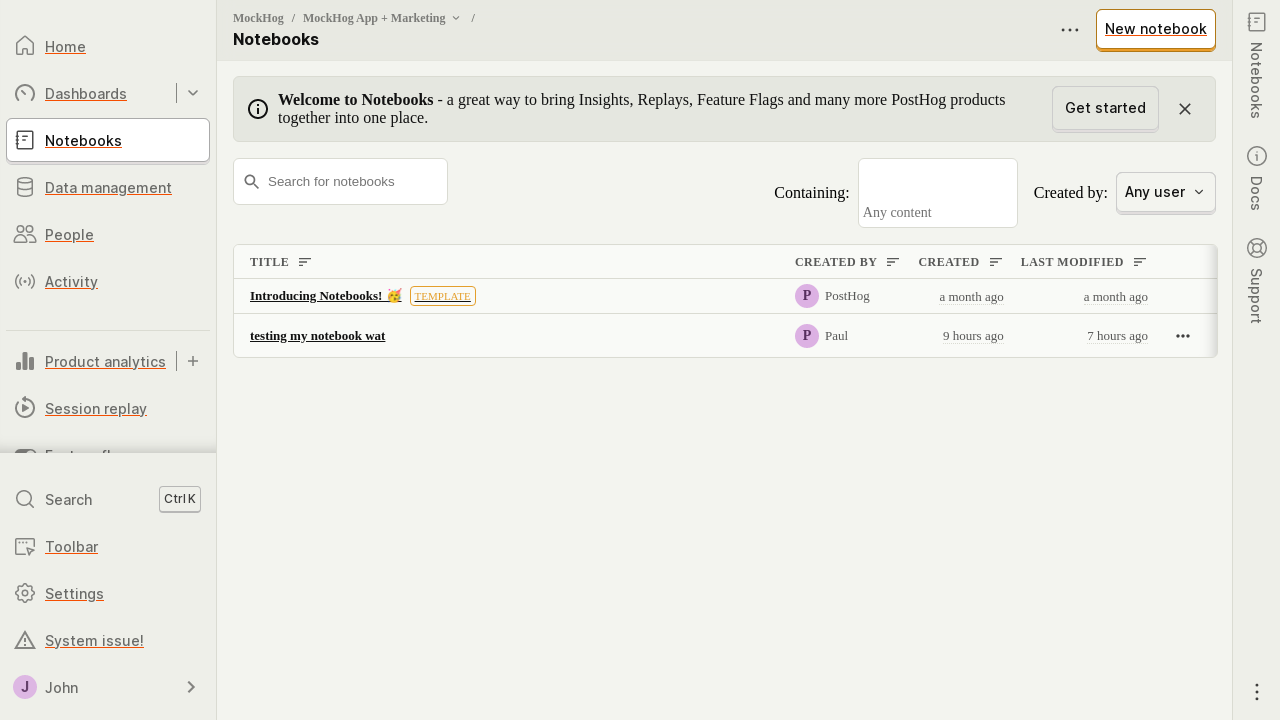 Home
Dashboards
Notebooks
Data management
People
Activity
Product analytics
Session replay
Search Ctrl K
Toolbar
Settings
System issue!
J John
MockHog / MockHog App + Marketing /
Notebooks
New notebook
Welcome to Notebooks - a great way to bring Insights, Replays, Feature Flags and many more PostHog products
together into one place.
Get started
Search for notebooks
Containing: Any content
Created by: Any user
TITLE CREATED BY CREATED LAST MODIFIED
Introducing Notebooks! 🥳 TEMPLATE P PostHog a month ago a month ago
testing my notebook wat P Paul 9 hours ago 7 hours ago
Notebooks
Docs
Support